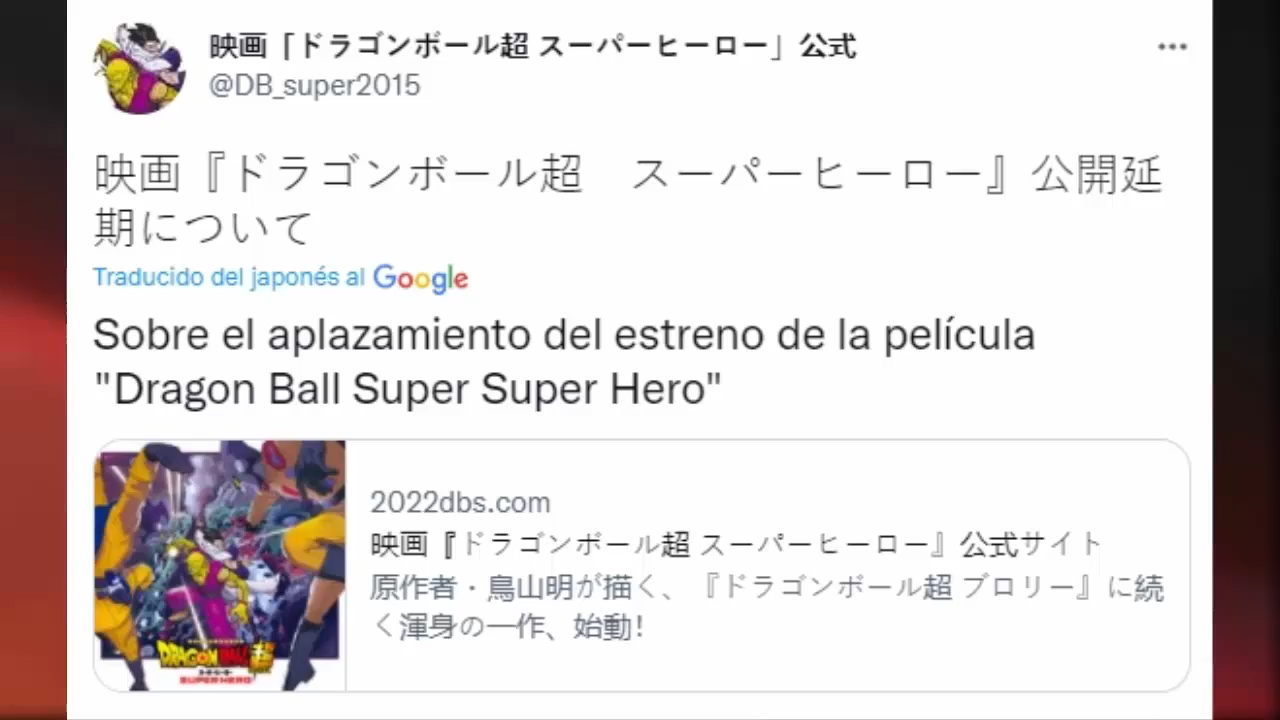 映画「ドラゴンボール超 スーパーヒーロー」公式
@DB_super2015
映画『ドラゴンボール超　スーパーヒーロー』公開延
期について
Traducido del japonés al Google
Sobre el aplazamiento del estreno de la película
"Dragon Ball Super Super Hero"
2022dbs.com
映画『ドラゴンボール超 スーパーヒーロー』公式サイト
原作者・鳥山明が描く、『ドラゴンボール超 ブロリー』に続
く渾身の一作、始動!
DRAGON BALL超
SUPER HERO